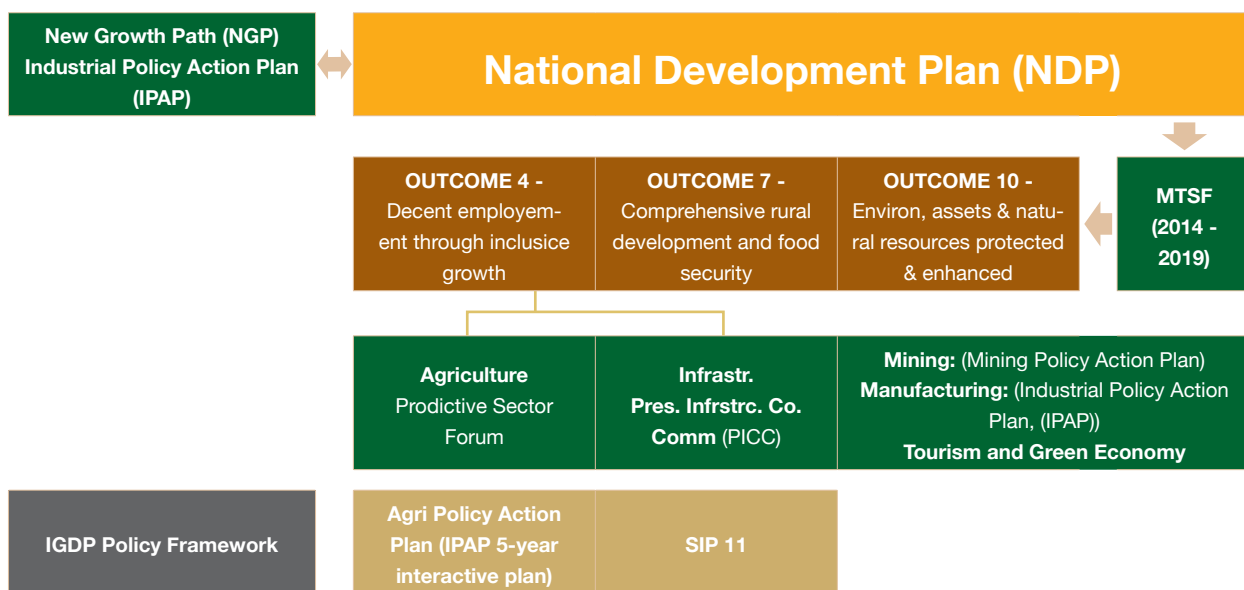 New Growth Path (NGP)
Industrial Policy Action Plan
(IPAP)
National Development Plan (NDP)
OUTCOME 4 -
Decent employem-
ent through inclusice
growth
OUTCOME 7 -
Comprehensive rural
development and food
security
OUTCOME 10 -
Environ, assets & natu-
ral resources protected
& enhanced
MTSF
(2014 -
2019)
Agriculture
Prodictive Sector
Forum
Infrastr.
Pres. Infrstrc. Co.
Comm (PICC)
Mining: (Mining Policy Action Plan)
Manufacturing: (Industrial Policy Action
Plan, (IPAP))
Tourism and Green Economy
IGDP Policy Framework
Agri Policy Action
Plan (IPAP 5-year
interactive plan)
SIP 11